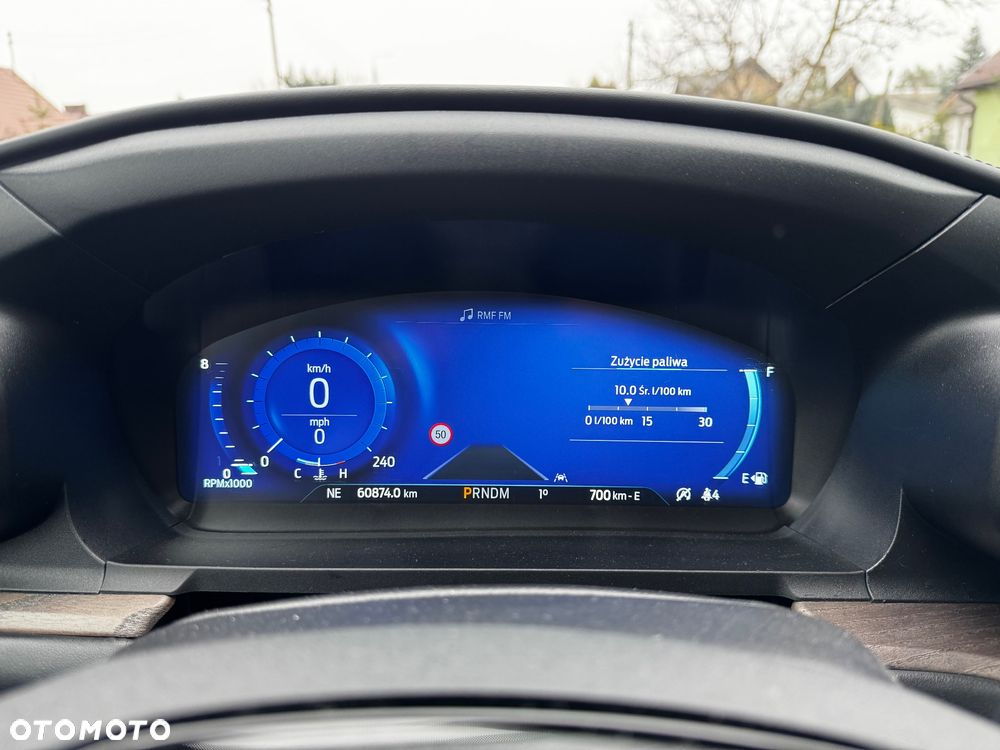 RMF FM
8
km/h
0
mph
0
0
240
C
H
0
RPMx1000
50
Zużycie paliwa
10.0 Śr. l/100 km
0 l/100 km 15 30
F
E
NE 60874.0 km PRNDM 1° 700 km - E
4
OTOMOTO